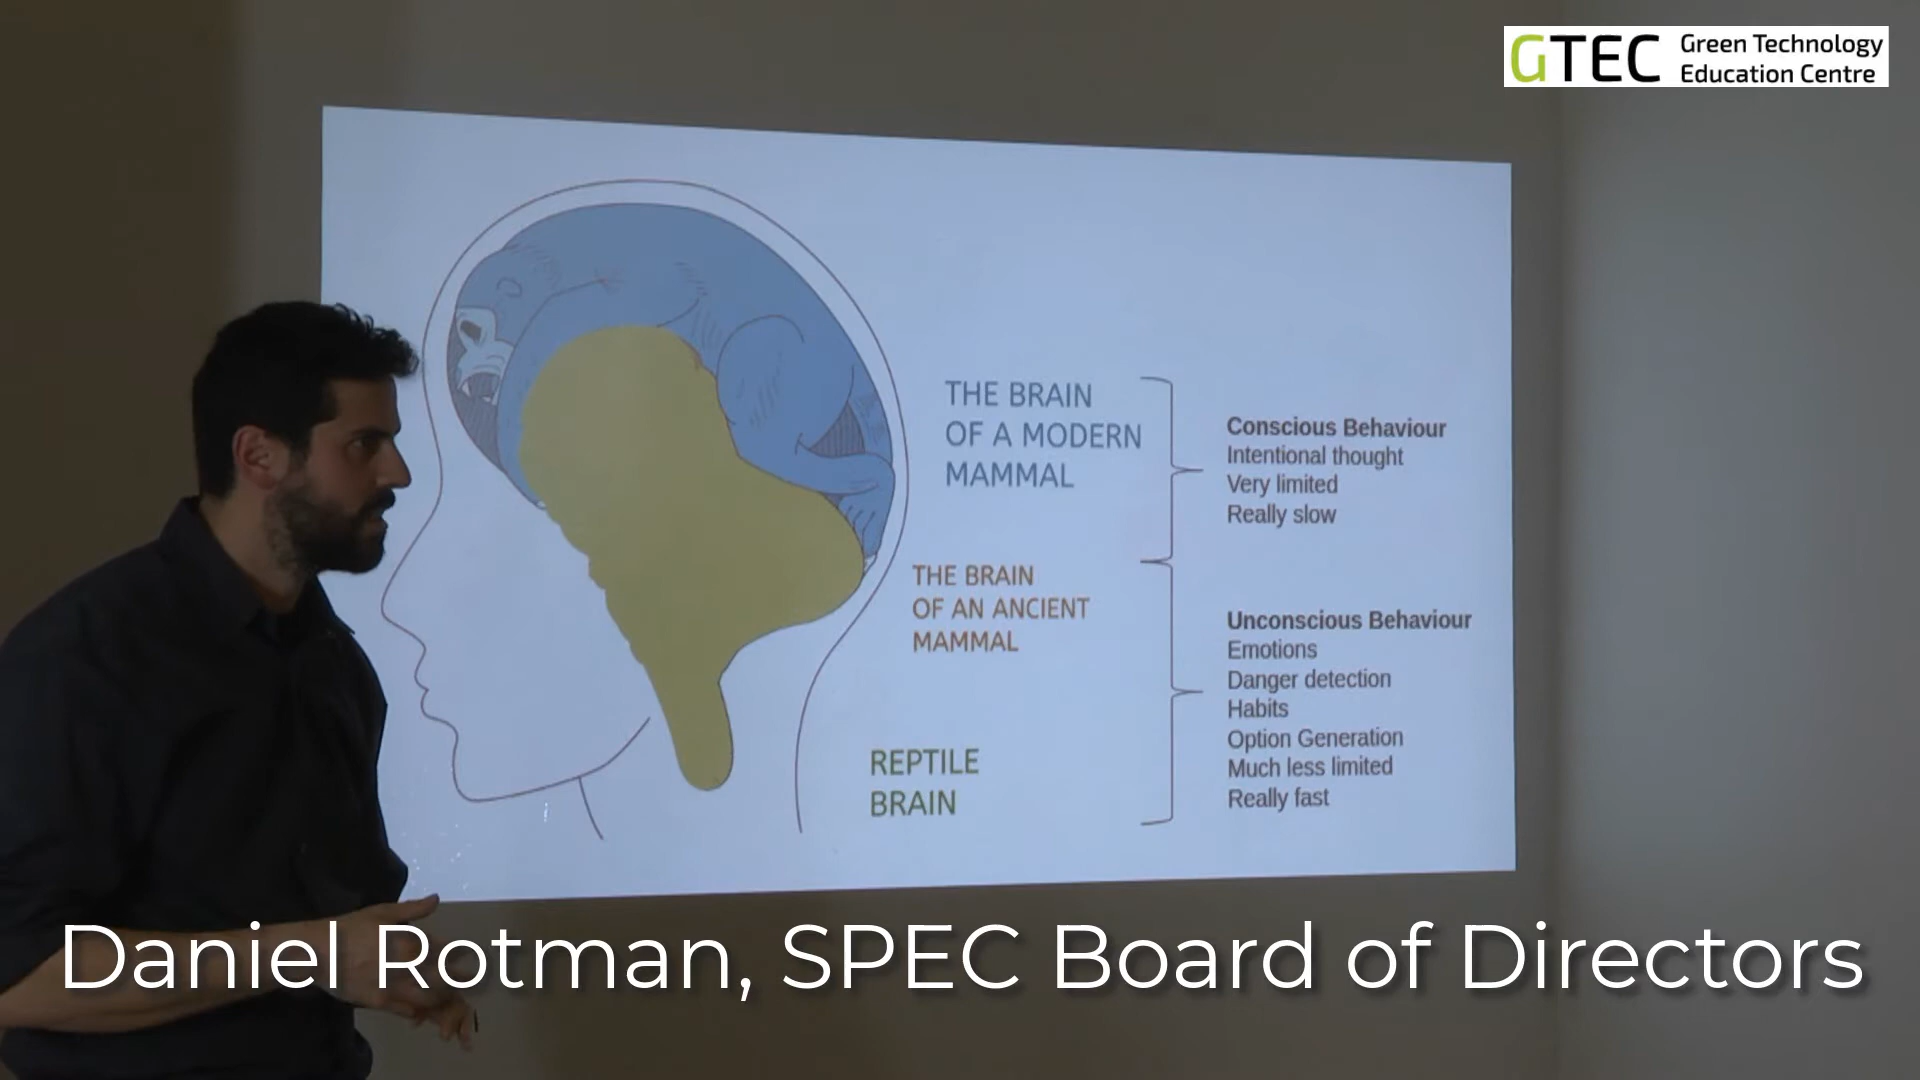 GTEC
Green Technology
Education Centre
THE BRAIN
OF A MODERN
MAMMAL
Conscious Behaviour
Intentional thought
Very limited
Really slow
THE BRAIN
OF AN ANCIENT
MAMMAL
Unconscious Behaviour
Emotions
Danger detection
Habits
Option Generation
Much less limited
Really fast
REPTILE
BRAIN
Daniel Rotman, SPEC Board of Directors